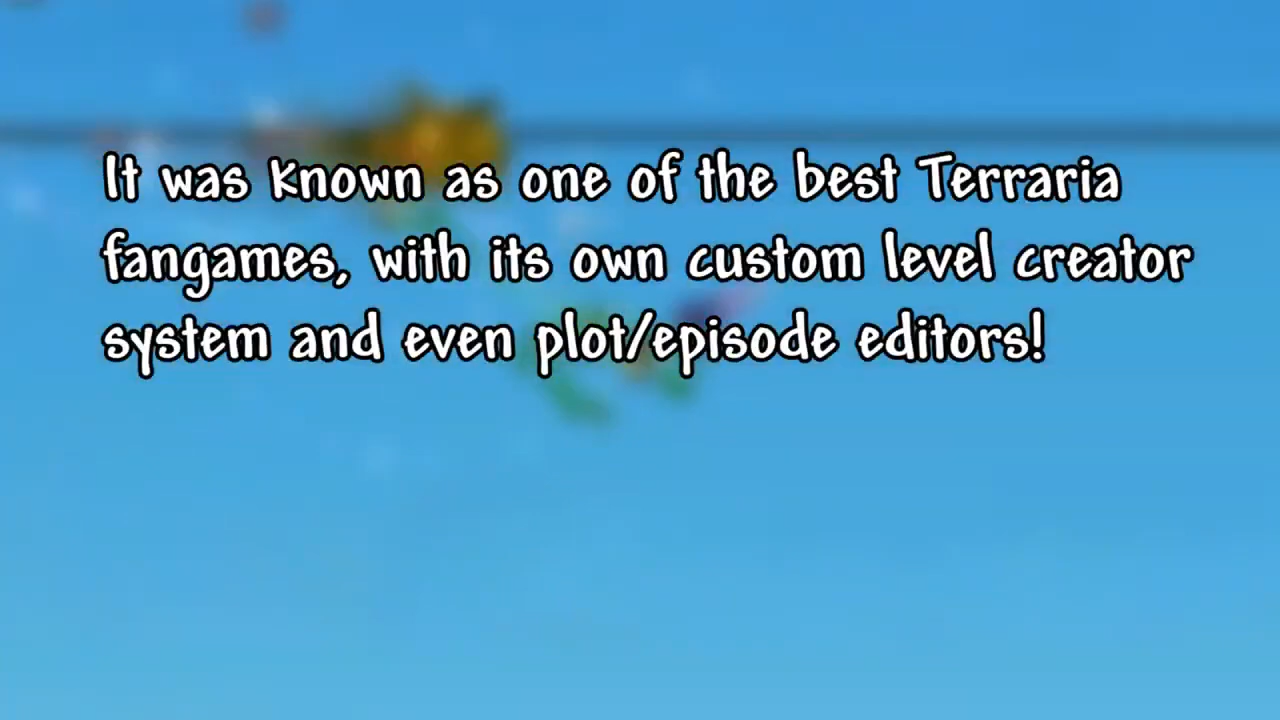 It was known as one of the best Terraria
fangames, with its own custom level creator
system and even plot/episode editors!